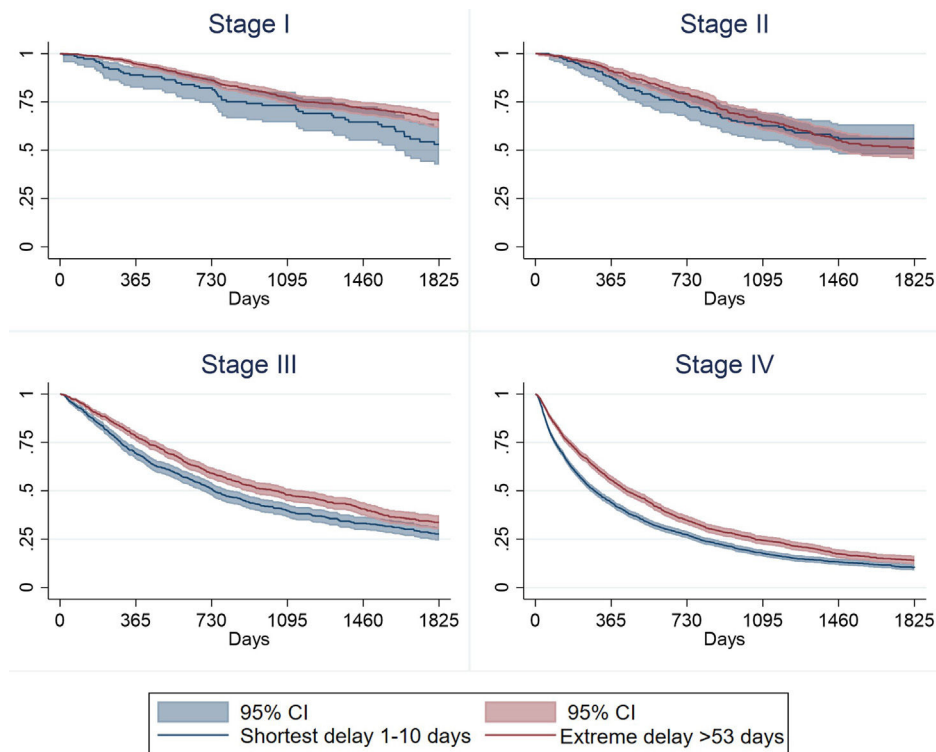 Stage I
1
.75
.5
.25
0
0 365 730 1095 1460 1825
Days
Stage II
1
.75
.5
.25
0
0 365 730 1095 1460 1825
Days
Stage III
1
.75
.5
.25
0
0 365 730 1095 1460 1825
Days
Stage IV
1
.75
.5
.25
0
0 365 730 1095 1460 1825
Days
95% CI 95% CI
Shortest delay 1-10 days Extreme delay >53 days